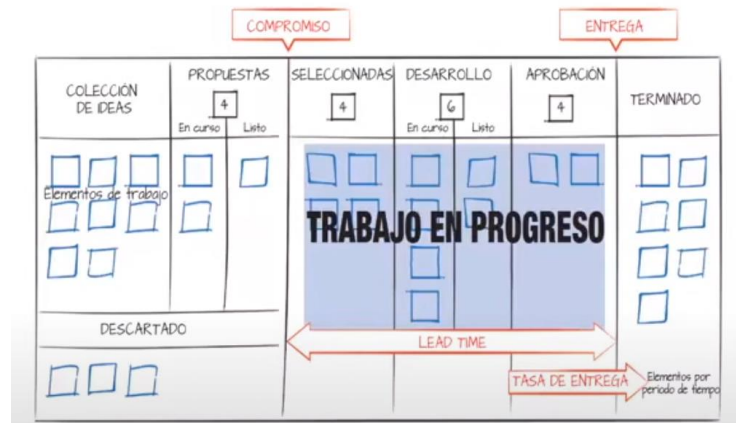 COMPROMISO
ENTREGA
COLECCIÓN
DE IDEAS
PROPUESTAS
4
En curso
Listo
SELECCIONADAS
4
DESARROLLO
6
En curso
Listo
APROBACIÓN
4
TERMINADO
Elementos de trabajo
TRABAJO EN PROGRESO
DESCARTADO
LEAD TIME
TASA DE ENTREGA
Elementos por
periodo de tiempo